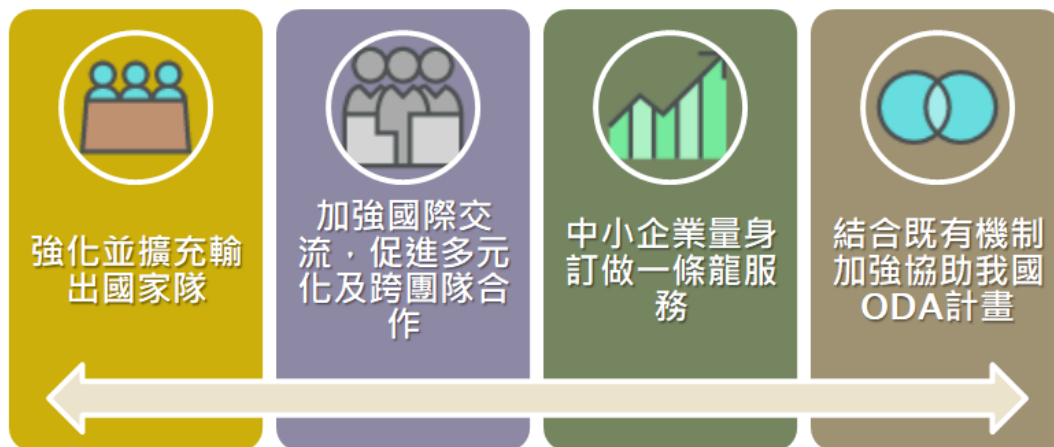 強化並擴充輸
出國家隊
加強國際交
流，促進多元
化及跨團隊合
作
中小企業量身
訂做一條龍服
務
結合既有機制
加強協助我國
ODA計畫